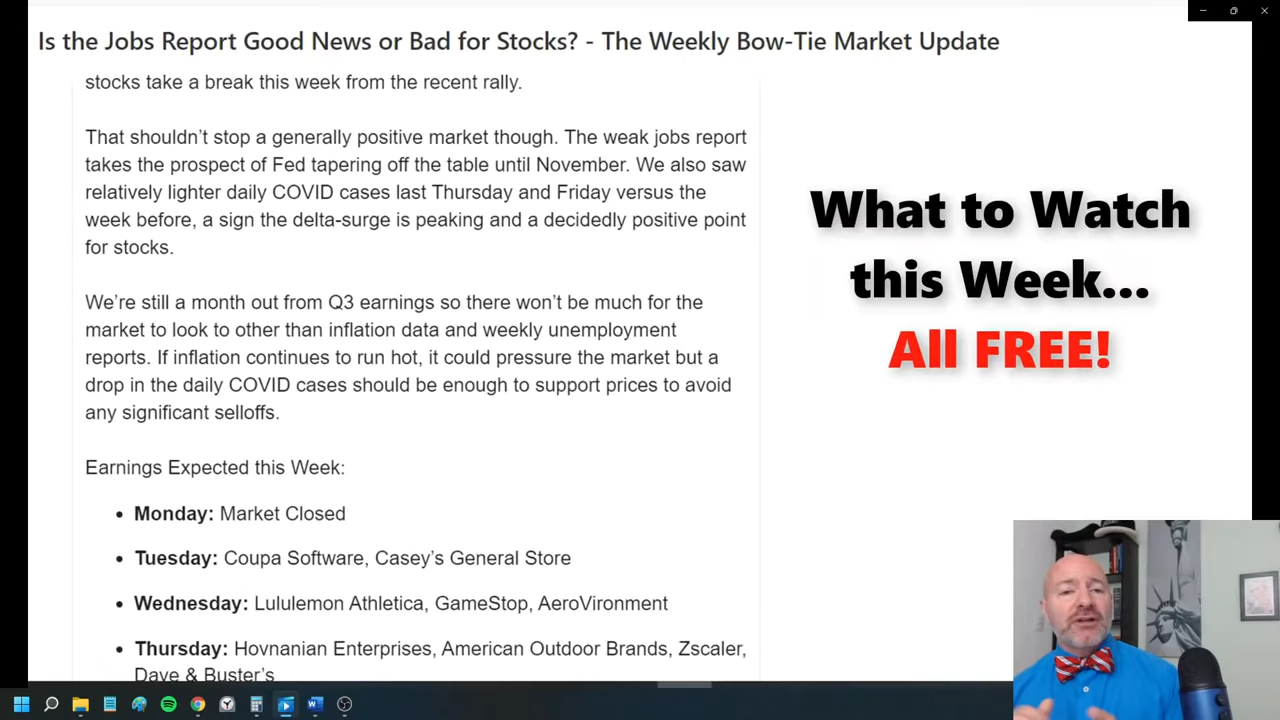 Is the Jobs Report Good News or Bad for Stocks? - The Weekly Bow-Tie Market Update
stocks take a break this week from the recent rally.
That shouldn’t stop a generally positive market though. The weak jobs report
takes the prospect of Fed tapering off the table until November. We also saw
relatively lighter daily COVID cases last Thursday and Friday versus the
week before, a sign the delta-surge is peaking and a decidedly positive point
for stocks.
We’re still a month out from Q3 earnings so there won’t be much for the
market to look to other than inflation data and weekly unemployment
reports. If inflation continues to run hot, it could pressure the market but a
drop in the daily COVID cases should be enough to support prices to avoid
any significant selloffs.
Earnings Expected this Week:
• Monday: Market Closed
• Tuesday: Coupa Software, Casey’s General Store
• Wednesday: Lululemon Athletica, GameStop, AeroVironment
• Thursday: Hovnanian Enterprises, American Outdoor Brands, Zscaler,
Dave & Buster’s
What to Watch
this Week...
All FREE!